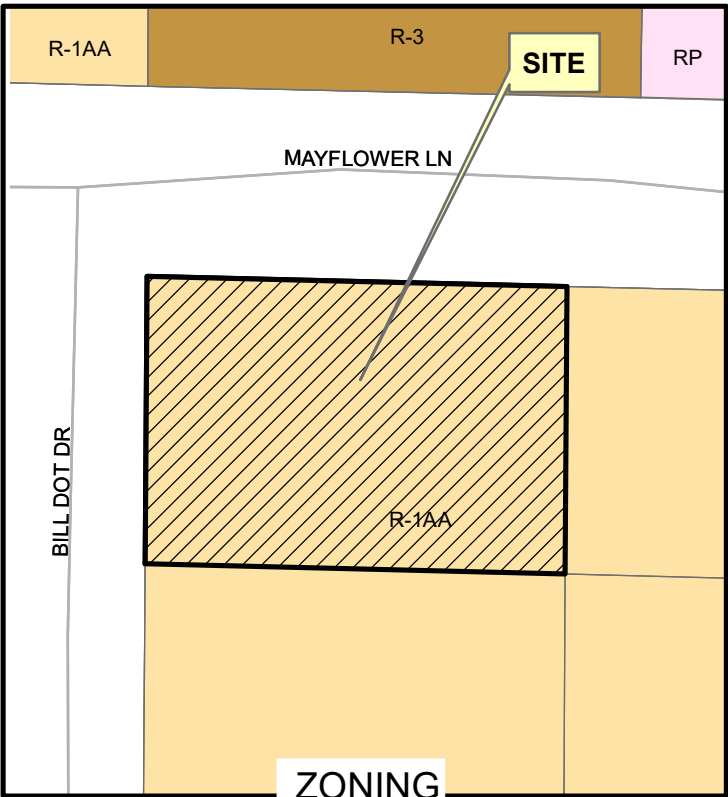 R-1AA
R-3
SITE
RP
MAYFLOWER LN
BILL DOT DR
R-1AA
ZONING